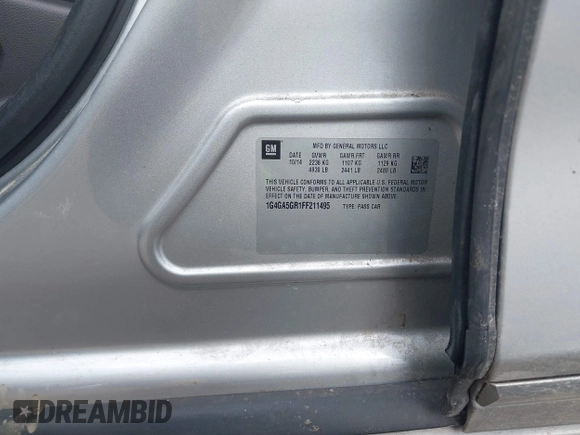 GM
MFD BY GENERAL MOTORS LLC
DATE GVWR GAWR FRT GAWR RR
10/14 2236 KG 1107 KG 1129 KG
4930 LB 2441 LB 2489 LB
THIS VEHICLE CONFORMS TO ALL APPLICABLE U.S. FEDERAL MOTOR
VEHICLE SAFETY, BUMPER, AND THEFT PREVENTION STANDARDS IN
EFFECT ON THE DATE OF MANUFACTURE SHOWN ABOVE.
1G4GA5GR1FF211495 TYPE: PASS CAR
DREAMBID